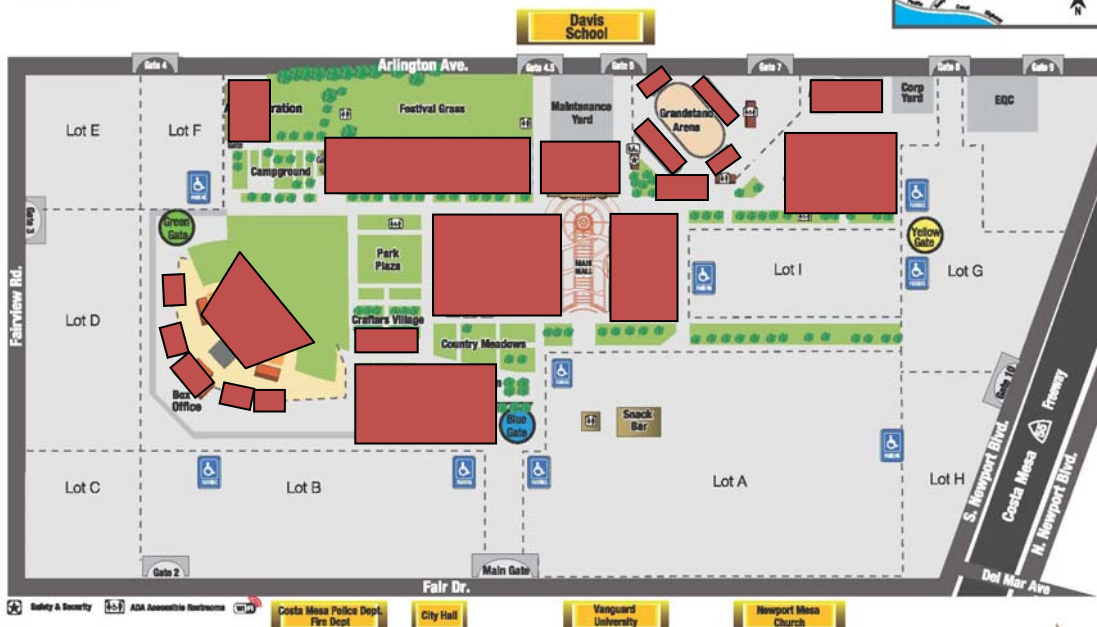 Davis
School
Pacific Coast Highway
N
Gate 4
Arlington Ave.
Gate 4.5
Gate 5
Gate 7
Gate 8
Gate 9
Lot E
Lot F
Festival Grass
Maintenance
Yard
Grandstand
Arena
Corp
Yard
EQC
Campground
Gate 3
Green
Gate
Park
Plaza
MAIN
MALL
Lot I
Yellow
Gate
Lot G
Fairview Rd.
Lot D
Crafters Village
Country Meadows
Box
Office
Blue
Gate
Snack
Bar
Gate 10
S. Newport Blvd.
Costa Mesa 55 Freeway
N. Newport Blvd.
Lot C
Lot B
Lot A
Lot H
Gate 2
Main Gate
Fair Dr.
Del Mar Ave
Safety & Security
ADA Accessible Restrooms
Costa Mesa Police Dept.
Fire Dept
City Hall
Vanguard
University
Newport Mesa
Church